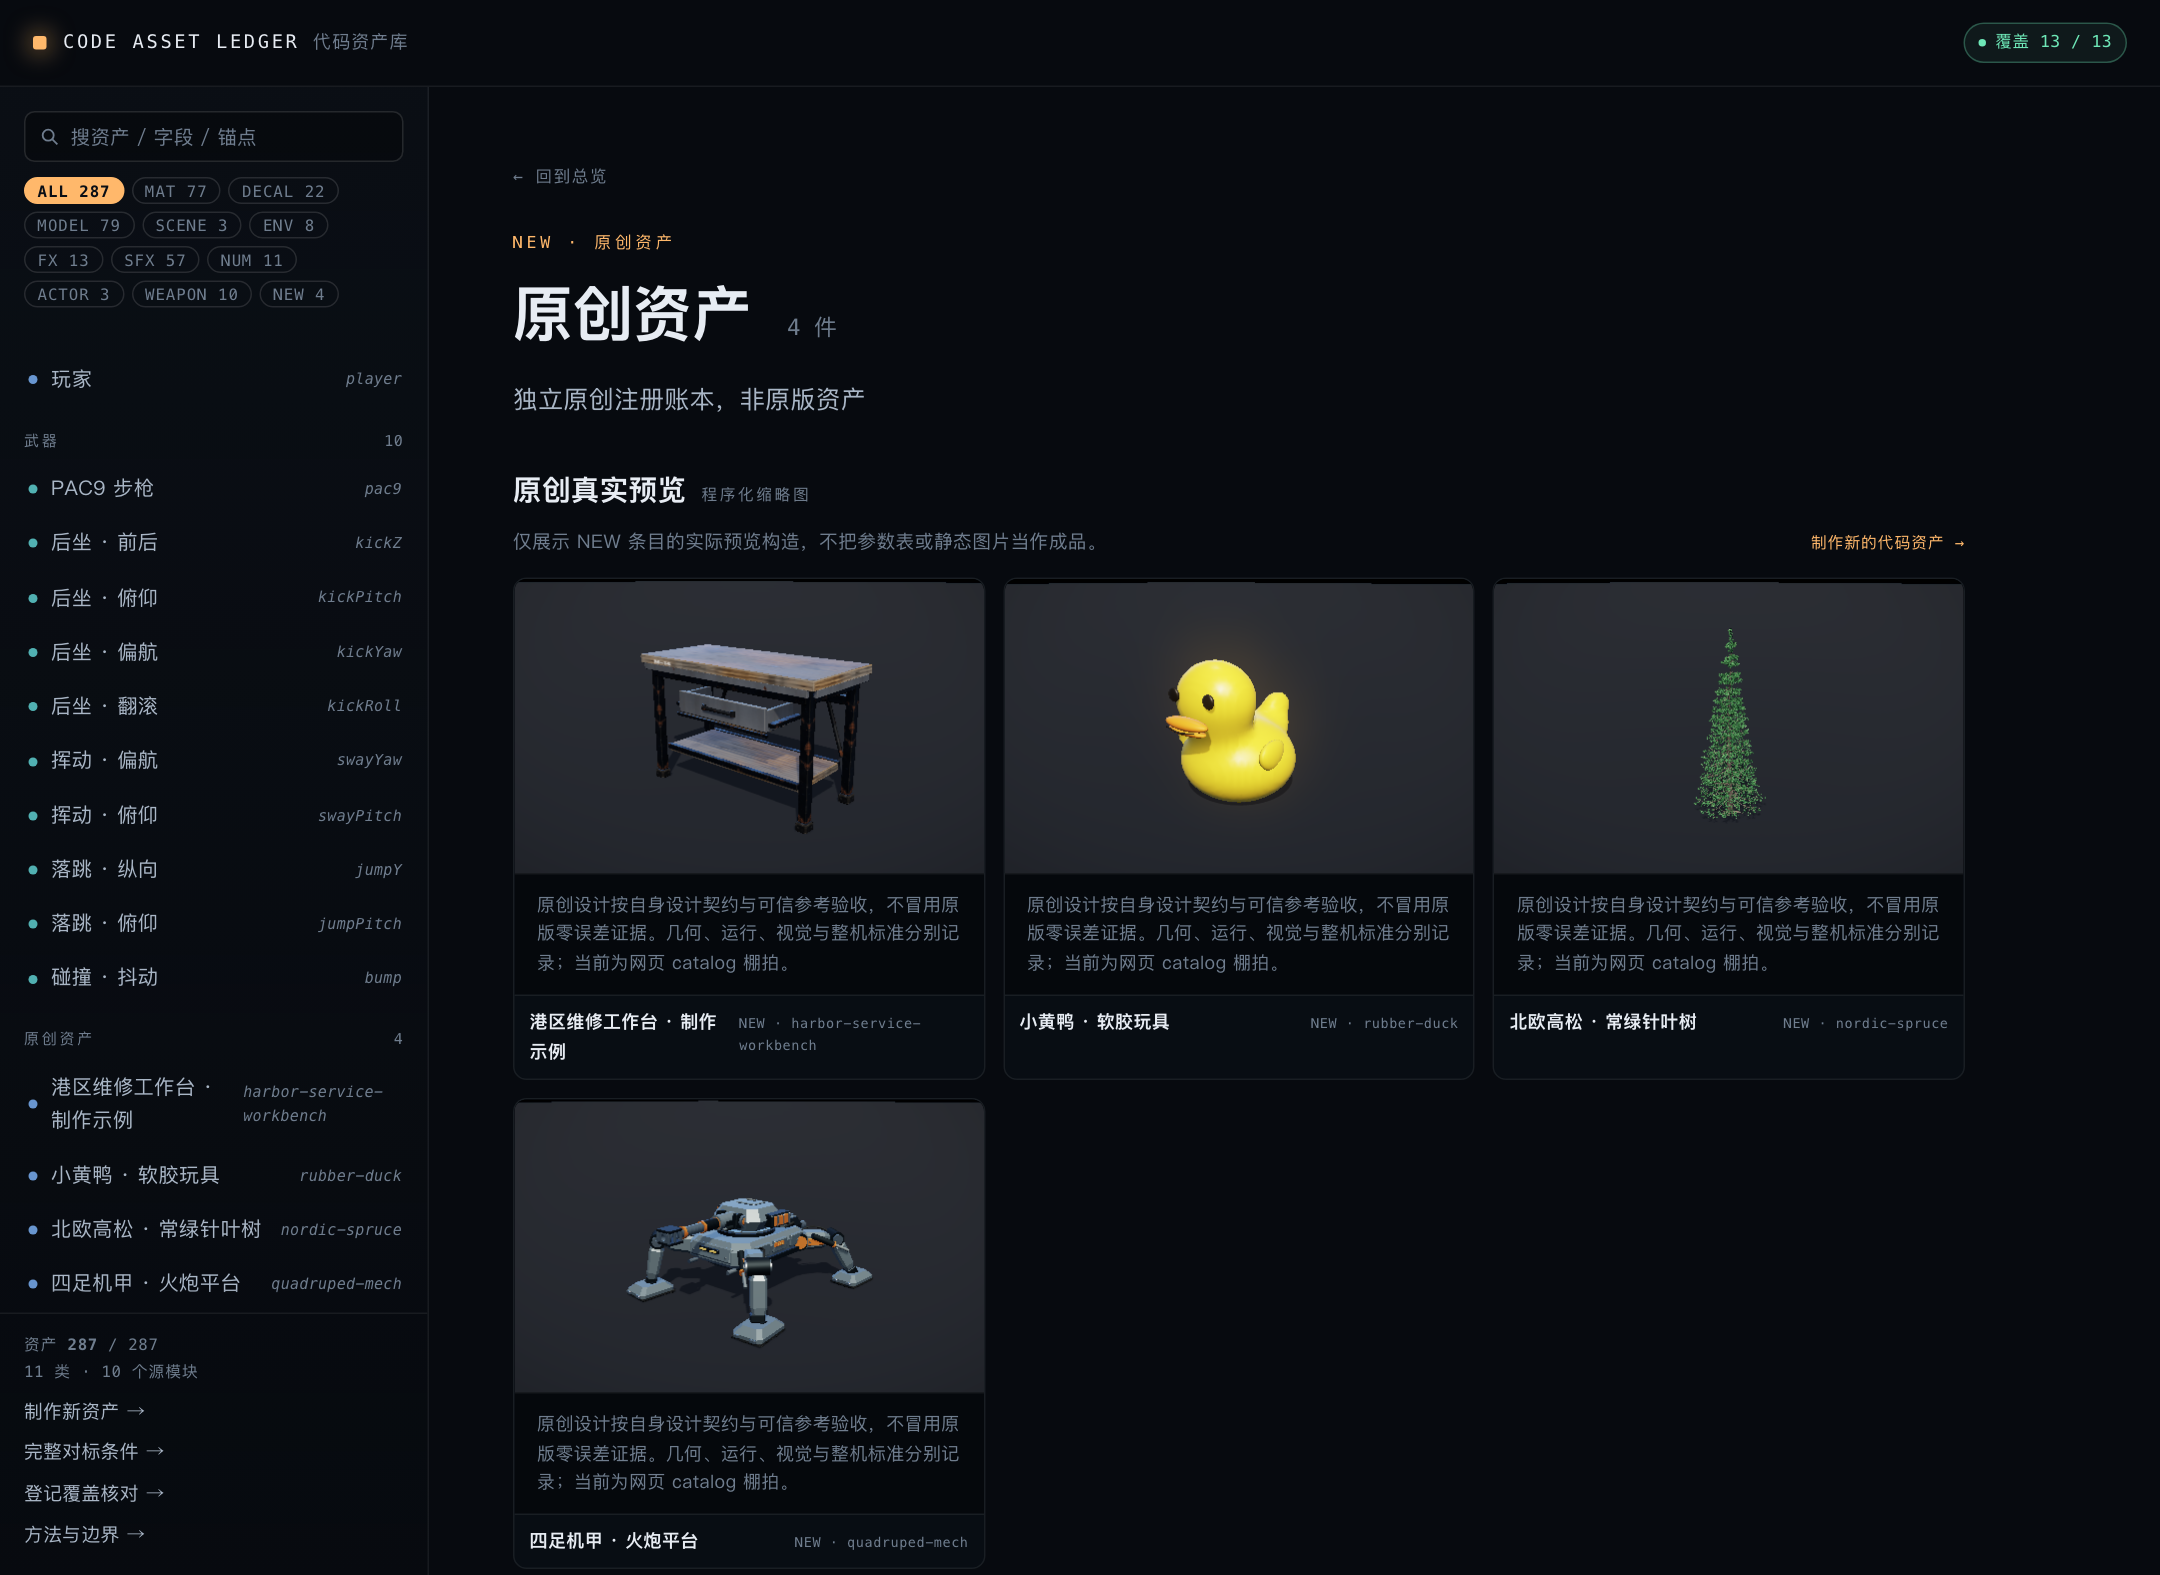 CODE ASSET LEDGER 代码资产库
覆盖 13 / 13
搜资产 / 字段 / 锚点
ALL 287 MAT 77 DECAL 22
MODEL 79 SCENE 3 ENV 8
FX 13 SFX 57 NUM 11
ACTOR 3 WEAPON 10 NEW 4
玩家 player
武器 10
PAC9 步枪 pac9
后坐 · 前后 kickZ
后坐 · 俯仰 kickPitch
后坐 · 偏航 kickYaw
后坐 · 翻滚 kickRoll
挥动 · 偏航 swayYaw
挥动 · 俯仰 swayPitch
落跳 · 纵向 jumpY
落跳 · 俯仰 jumpPitch
碰撞 · 抖动 bump
原创资产 4
港区维修工作台 · harbor-service-
制作示例 workbench
小黄鸭 · 软胶玩具 rubber-duck
北欧高松 · 常绿针叶树 nordic-spruce
四足机甲 · 火炮平台 quadruped-mech
资产 287 / 287
11 类 · 10 个源模块
制作新资产 →
完整对标条件 →
登记覆盖核对 →
方法与边界 →
← 回到总览
NEW · 原创资产
原创资产 4 件
独立原创注册账本，非原版资产
原创真实预览 程序化缩略图
仅展示 NEW 条目的实际预览构造，不把参数表或静态图片当作成品。
制作新的代码资产 →
原创设计按自身设计契约与可信参考验收，不冒用原
版零误差证据。几何、运行、视觉与整机标准分别记
录；当前为网页 catalog 棚拍。
港区维修工作台 · 制作 NEW · harbor-service-
示例 workbench
原创设计按自身设计契约与可信参考验收，不冒用原
版零误差证据。几何、运行、视觉与整机标准分别记
录；当前为网页 catalog 棚拍。
小黄鸭 · 软胶玩具 NEW · rubber-duck
原创设计按自身设计契约与可信参考验收，不冒用原
版零误差证据。几何、运行、视觉与整机标准分别记
录；当前为网页 catalog 棚拍。
北欧高松 · 常绿针叶树 NEW · nordic-spruce
原创设计按自身设计契约与可信参考验收，不冒用原
版零误差证据。几何、运行、视觉与整机标准分别记
录；当前为网页 catalog 棚拍。
四足机甲 · 火炮平台 NEW · quadruped-mech